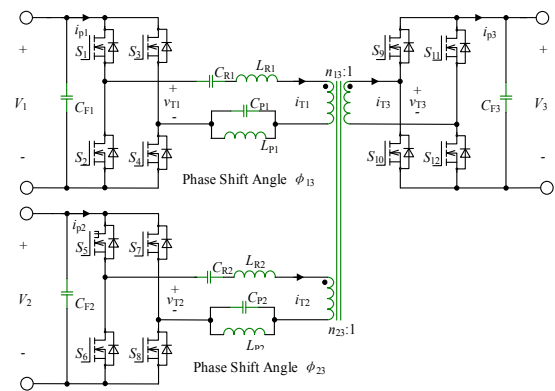 i_p1
S_1
S_3
+
V_1
-
C_F1
C_R1
L_R1
+
v_T1
-
i_T1
C_P1
L_P1
S_2
S_4
Phase Shift Angle ϕ_13
n_13:1
i_T3
+
v_T3
-
S_9
S_11
i_p3
C_F3
+
V_3
-
S_10
S_12
i_p2
S_5
S_7
+
V_2
-
C_F2
C_R2
L_R2
+
v_T2
-
i_T2
C_P2
L_P2
S_6
S_8
n_23:1
Phase Shift Angle ϕ_23